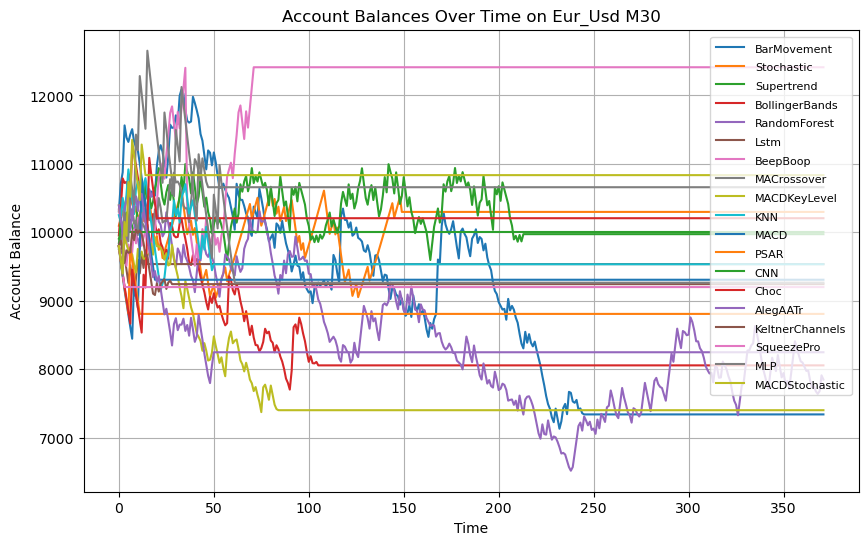 Account Balances Over Time on Eur_Usd M30
Account Balance
12000
11000
10000
9000
8000
7000
0
50
100
150
200
250
300
350
Time
BarMovement
Stochastic
Supertrend
BollingerBands
RandomForest
Lstm
BeepBoop
MACrossover
MACDKeyLevel
KNN
MACD
PSAR
CNN
Choc
AlegAATr
KeltnerChannels
SqueezePro
MLP
MACDStochastic